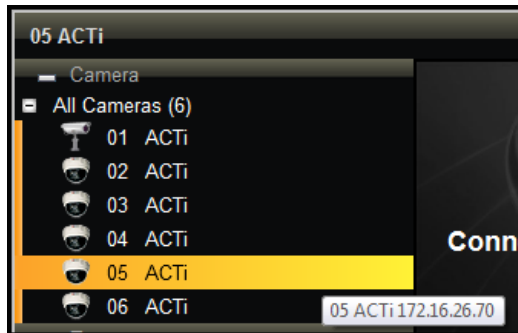 05 ACTi
Camera
All Cameras (6)
01 ACTi
02 ACTi
03 ACTi
04 ACTi
Conn
05 ACTi
06 ACTi
05 ACTi 172.16.26.70